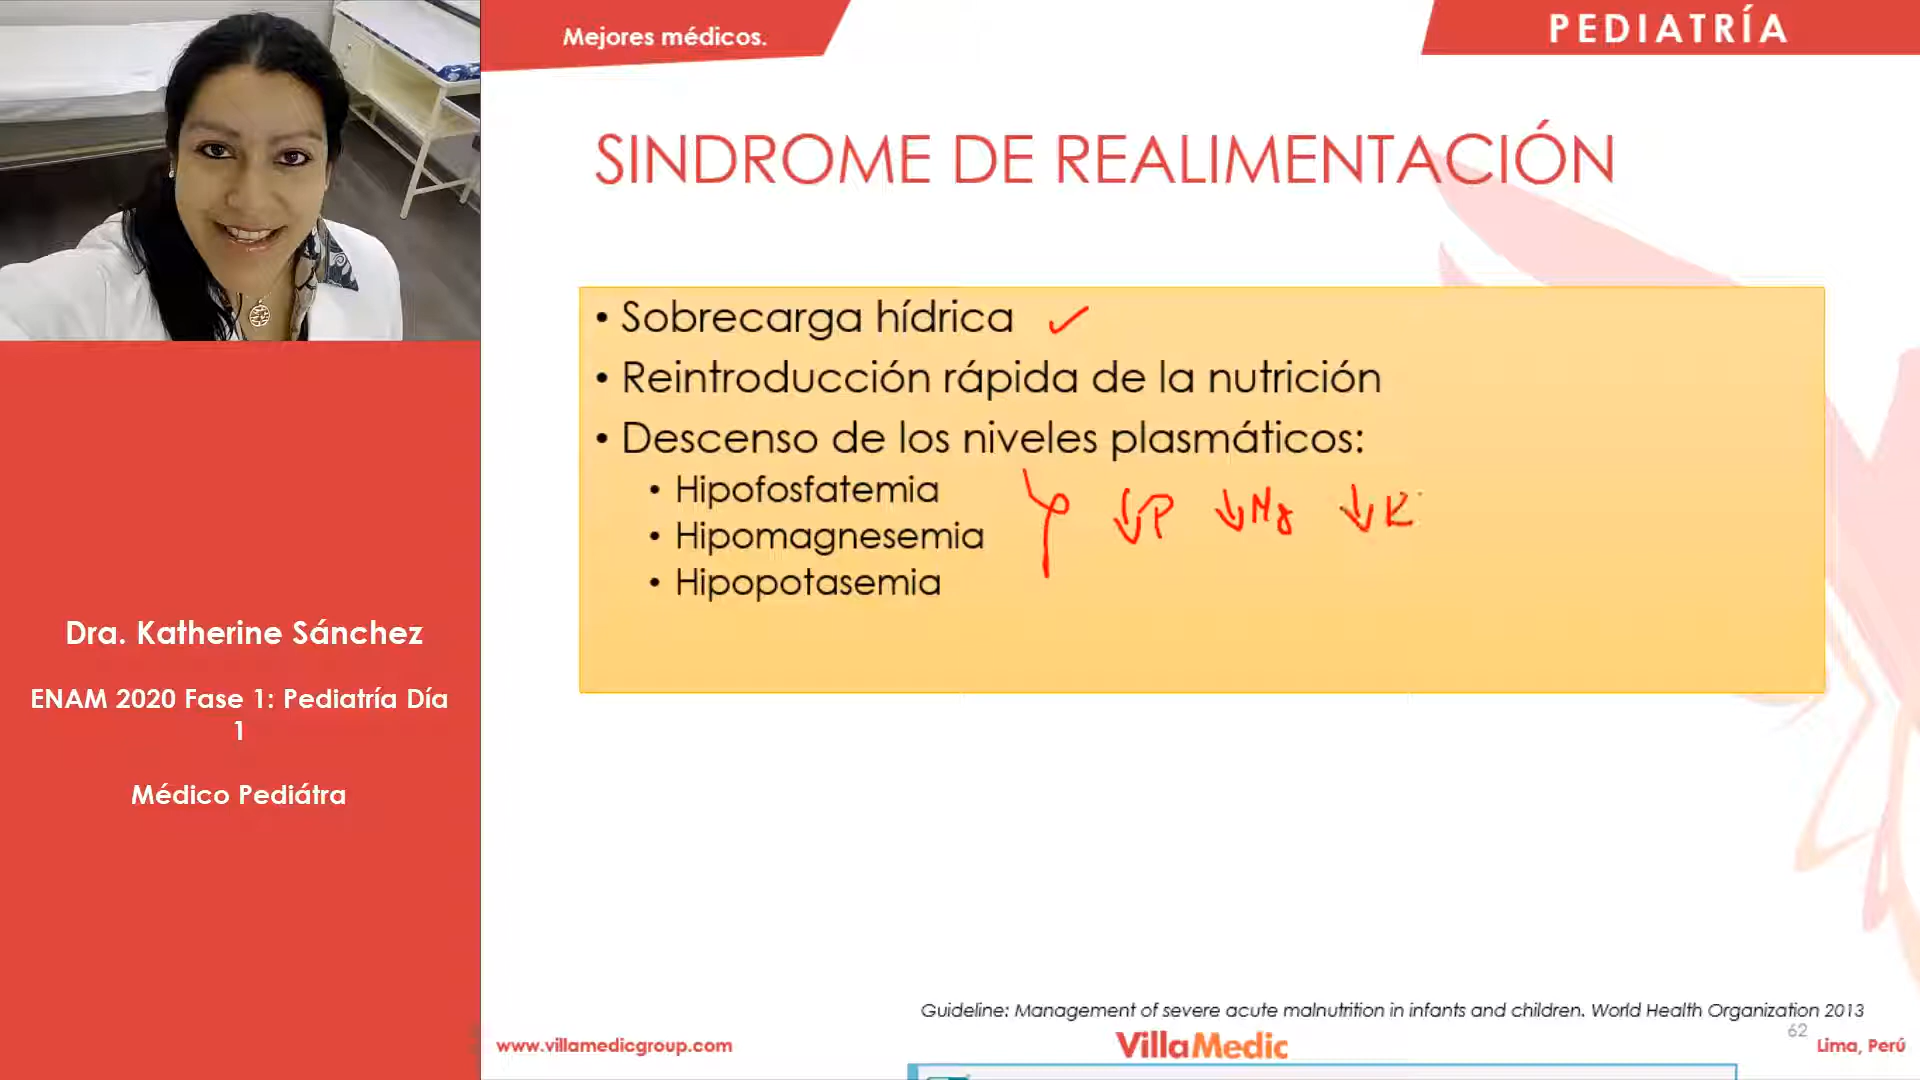 Mejores médicos.
PEDIATRÍA
SINDROME DE REALIMENTACIÓN
• Sobrecarga hídrica ✓
• Reintroducción rápida de la nutrición
• Descenso de los niveles plasmáticos:
• Hipofosfatemia
• Hipomagnesemia
• Hipopotasemia
↓P ↓Mg ↓K
Dra. Katherine Sánchez
ENAM 2020 Fase 1: Pediatría Día
1
Médico Pediátra
Guideline: Management of severe acute malnutrition in infants and children. World Health Organization 2013
62
www.villamedicgroup.com
VillaMedic
Lima, Perú